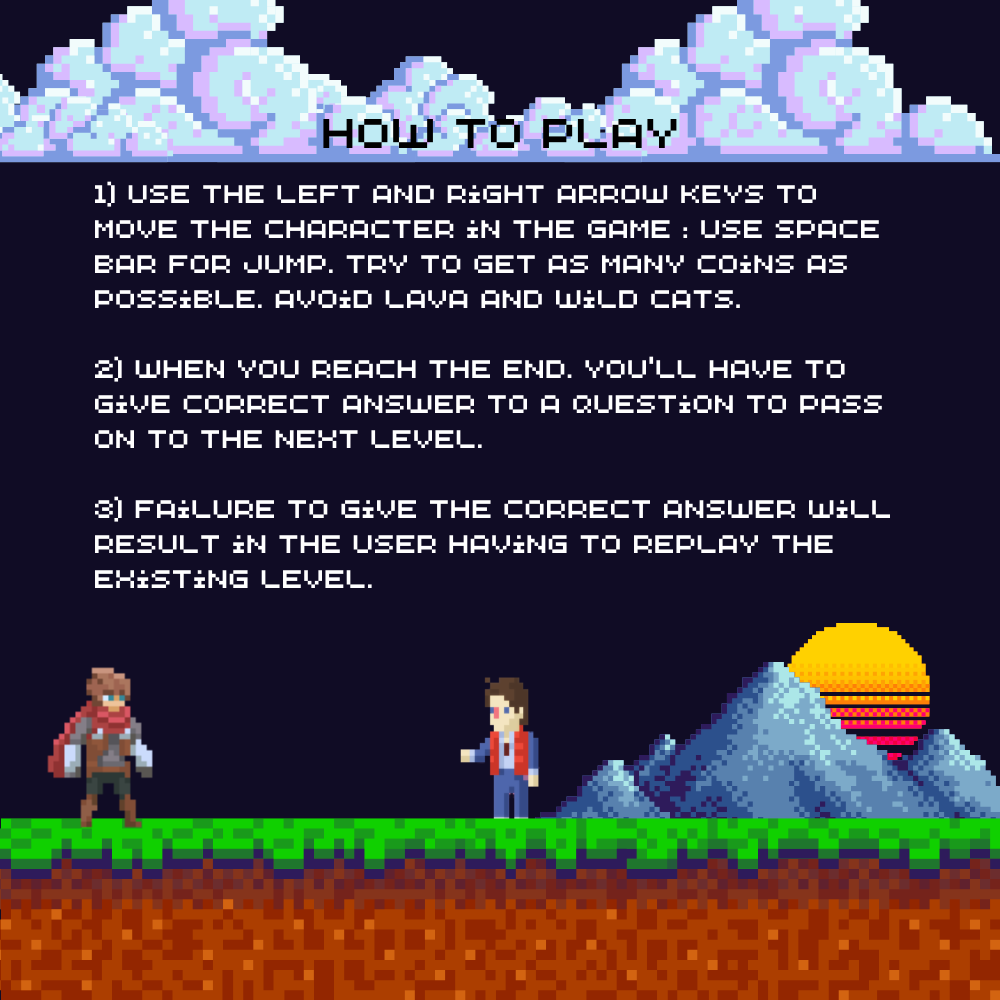 HOW TO PLAY
1) USE THE LEFT AND RiGHT ARROW KEYS TO
MOVE THE CHARACTER iN THE GAME : USE SPACE
BAR FOR JUMP. TRY TO GET AS MANY COiNS AS
POSSiBLE. AVOiD LAVA AND WiLD CATS.
2) WHEN YOU REACH THE END. YOU'LL HAVE TO
GiVE CORRECT ANSWER TO A QUESTiON TO PASS
ON TO THE NEXT LEVEL.
3) FAiLURE TO GiVE THE CORRECT ANSWER WiLL
RESULT iN THE USER HAViNG TO REPLAY THE
EXiSTiNG LEVEL.